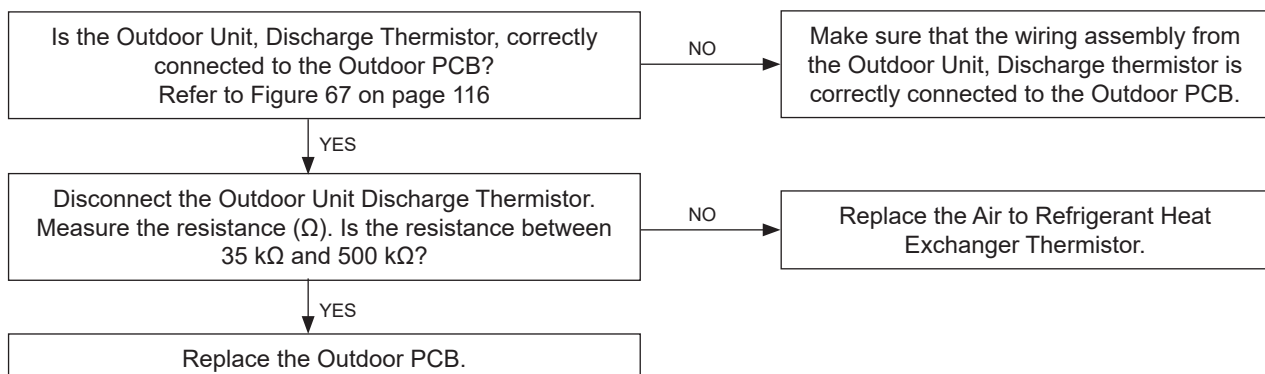 Is the Outdoor Unit, Discharge Thermistor, correctly
connected to the Outdoor PCB?
Refer to Figure 67 on page 116
NO
Make sure that the wiring assembly from
the Outdoor Unit, Discharge thermistor is
correctly connected to the Outdoor PCB.
YES
Disconnect the Outdoor Unit Discharge Thermistor.
Measure the resistance (Ω). Is the resistance between
35 kΩ and 500 kΩ?
NO
Replace the Air to Refrigerant Heat
Exchanger Thermistor.
YES
Replace the Outdoor PCB.